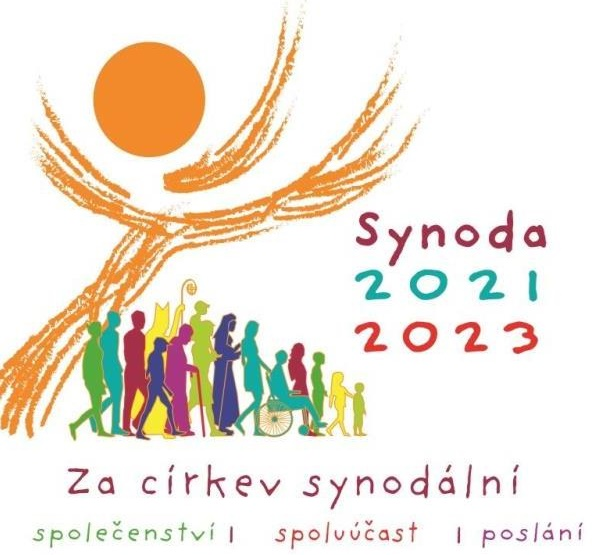 Synoda
2021
2023
Za církev synodální
společenství | spoluúčast | poslání